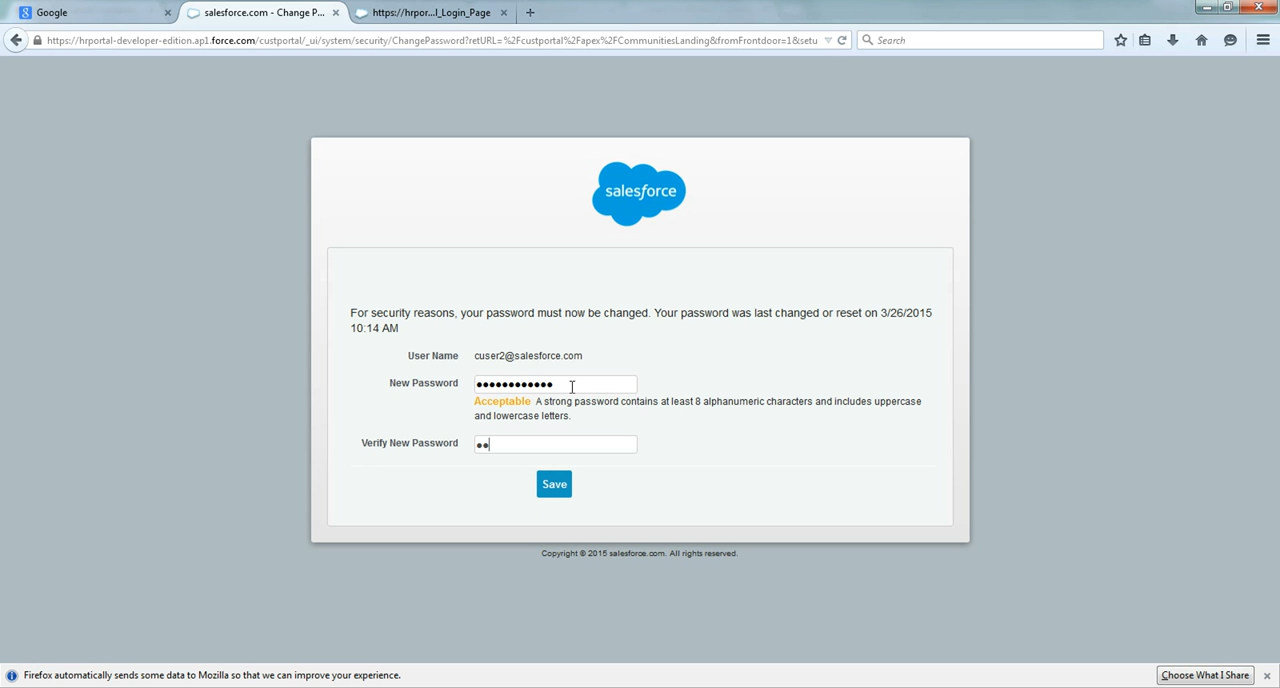 Google
salesforce.com - Change P...
https://hrpor...l_Login_Page
https://hrportal-developer-edition.ap1.force.com/custportal/_ui/system/security/ChangePassword?retURL=%2Fcustportal%2Fapex%2FCommunitiesLanding&fromFrontdoor=1&setu
Search
salesforce
For security reasons, your password must now be changed. Your password was last changed or reset on 3/26/2015
10:14 AM
User Name cuser2@salesforce.com
New Password ••••••••••••
Acceptable A strong password contains at least 8 alphanumeric characters and includes uppercase
and lowercase letters.
Verify New Password ••
Save
Copyright © 2015 salesforce.com. All rights reserved.
Firefox automatically sends some data to Mozilla so that we can improve your experience.
Choose What I Share